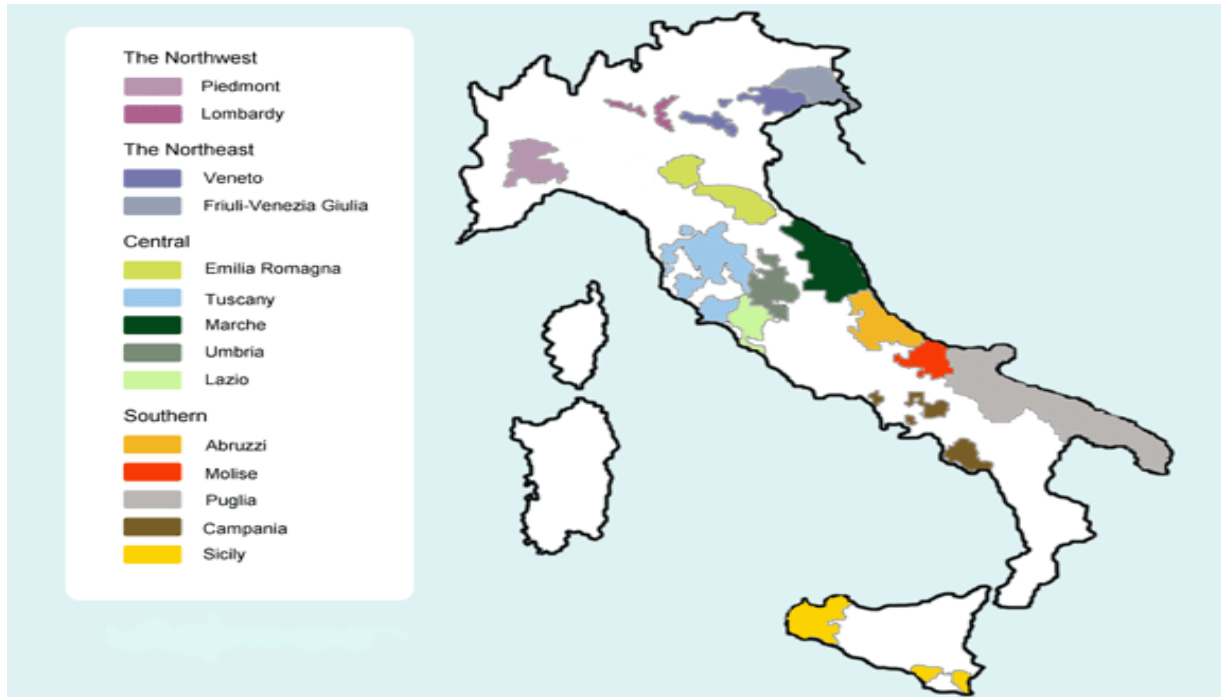 The Northwest
Piedmont
Lombardy
The Northeast
Veneto
Friuli-Venezia Giulia
Central
Emilia Romagna
Tuscany
Marche
Umbria
Lazio
Southern
Abruzzi
Molise
Puglia
Campania
Sicily